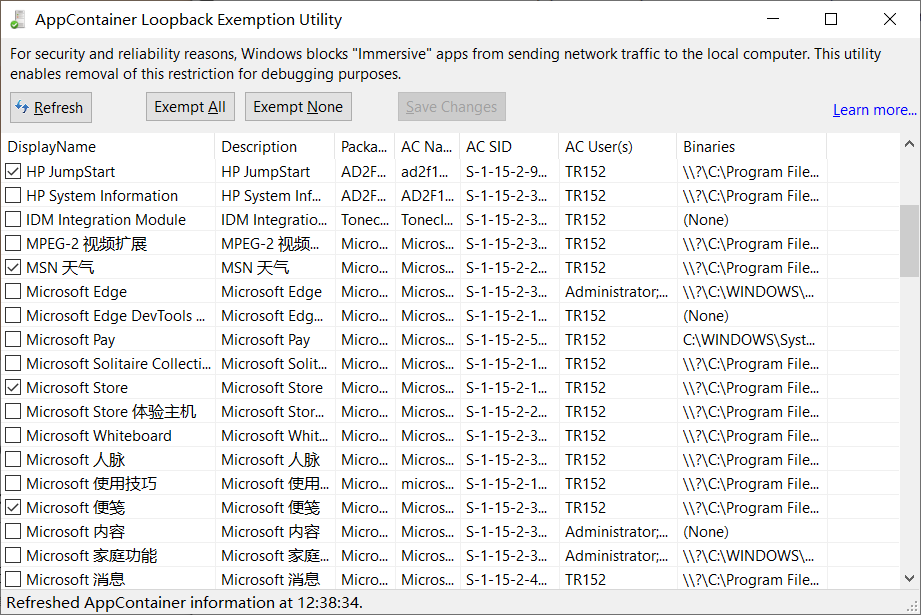 AppContainer Loopback Exemption Utility
For security and reliability reasons, Windows blocks "Immersive" apps from sending network traffic to the local computer. This utility
enables removal of this restriction for debugging purposes.
Refresh Exempt All Exempt None Save Changes Learn more...
DisplayName Description Packa... AC Na... AC SID AC User(s) Binaries
HP JumpStart HP JumpStart AD2F... ad2f1... S-1-15-2-9... TR152 \\?\C:\Program File...
HP System Information HP System Inf... AD2F... AD2F1... S-1-15-2-3... TR152 \\?\C:\Program File...
IDM Integration Module IDM Integratio... Tonec... TonecI... S-1-15-2-3... TR152 (None)
MPEG-2 视频扩展 MPEG-2 视频... Micro... Micros... S-1-15-2-3... TR152 \\?\C:\Program File...
MSN 天气 MSN 天气 Micro... Micros... S-1-15-2-2... TR152 \\?\C:\Program File...
Microsoft Edge Microsoft Edge Micro... Micros... S-1-15-2-3... Administrator;... \\?\C:\WINDOWS\...
Microsoft Edge DevTools ... Microsoft Edg... Micro... Micros... S-1-15-2-1... TR152 (None)
Microsoft Pay Microsoft Pay Micro... Micros... S-1-15-2-5... TR152 C:\WINDOWS\Syst...
Microsoft Solitaire Collecti... Microsoft Solit... Micro... Micros... S-1-15-2-1... TR152 \\?\C:\Program File...
Microsoft Store Microsoft Store Micro... Micros... S-1-15-2-1... TR152 \\?\C:\Program File...
Microsoft Store 体验主机 Microsoft Stor... Micro... Micros... S-1-15-2-2... TR152 \\?\C:\Program File...
Microsoft Whiteboard Microsoft Whit... Micro... Micros... S-1-15-2-3... TR152 \\?\C:\Program File...
Microsoft 人脉 Microsoft 人脉 Micro... Micros... S-1-15-2-3... TR152 \\?\C:\Program File...
Microsoft 使用技巧 Microsoft 使用... Micro... micros... S-1-15-2-1... TR152 \\?\C:\Program File...
Microsoft 便笺 Microsoft 便笺 Micro... Micros... S-1-15-2-3... TR152 \\?\C:\Program File...
Microsoft 内容 Microsoft 内容 Micro... Micros... S-1-15-2-3... Administrator;... (None)
Microsoft 家庭功能 Microsoft 家庭... Micro... Micros... S-1-15-2-3... Administrator;... \\?\C:\WINDOWS\...
Microsoft 消息 Microsoft 消息 Micro... Micros... S-1-15-2-4... TR152 \\?\C:\Program File...
Refreshed AppContainer information at 12:38:34.